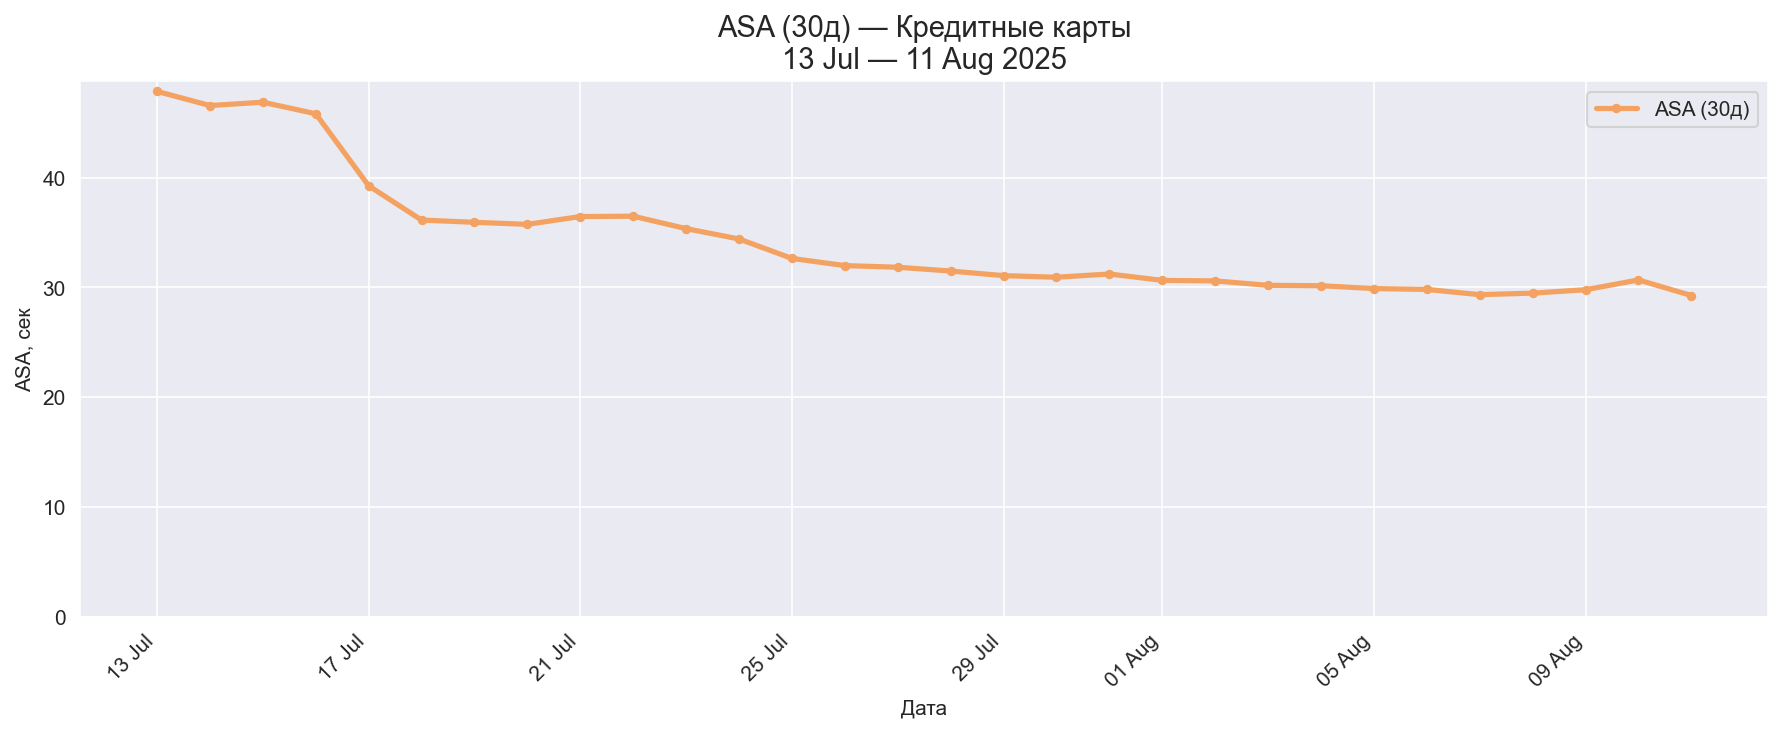 ASA (30д) — Кредитные карты
13 Jul — 11 Aug 2025
ASA (30д)
ASA, сек
40
30
20
10
0
13 Jul
17 Jul
21 Jul
25 Jul
29 Jul
01 Aug
05 Aug
09 Aug
Дата